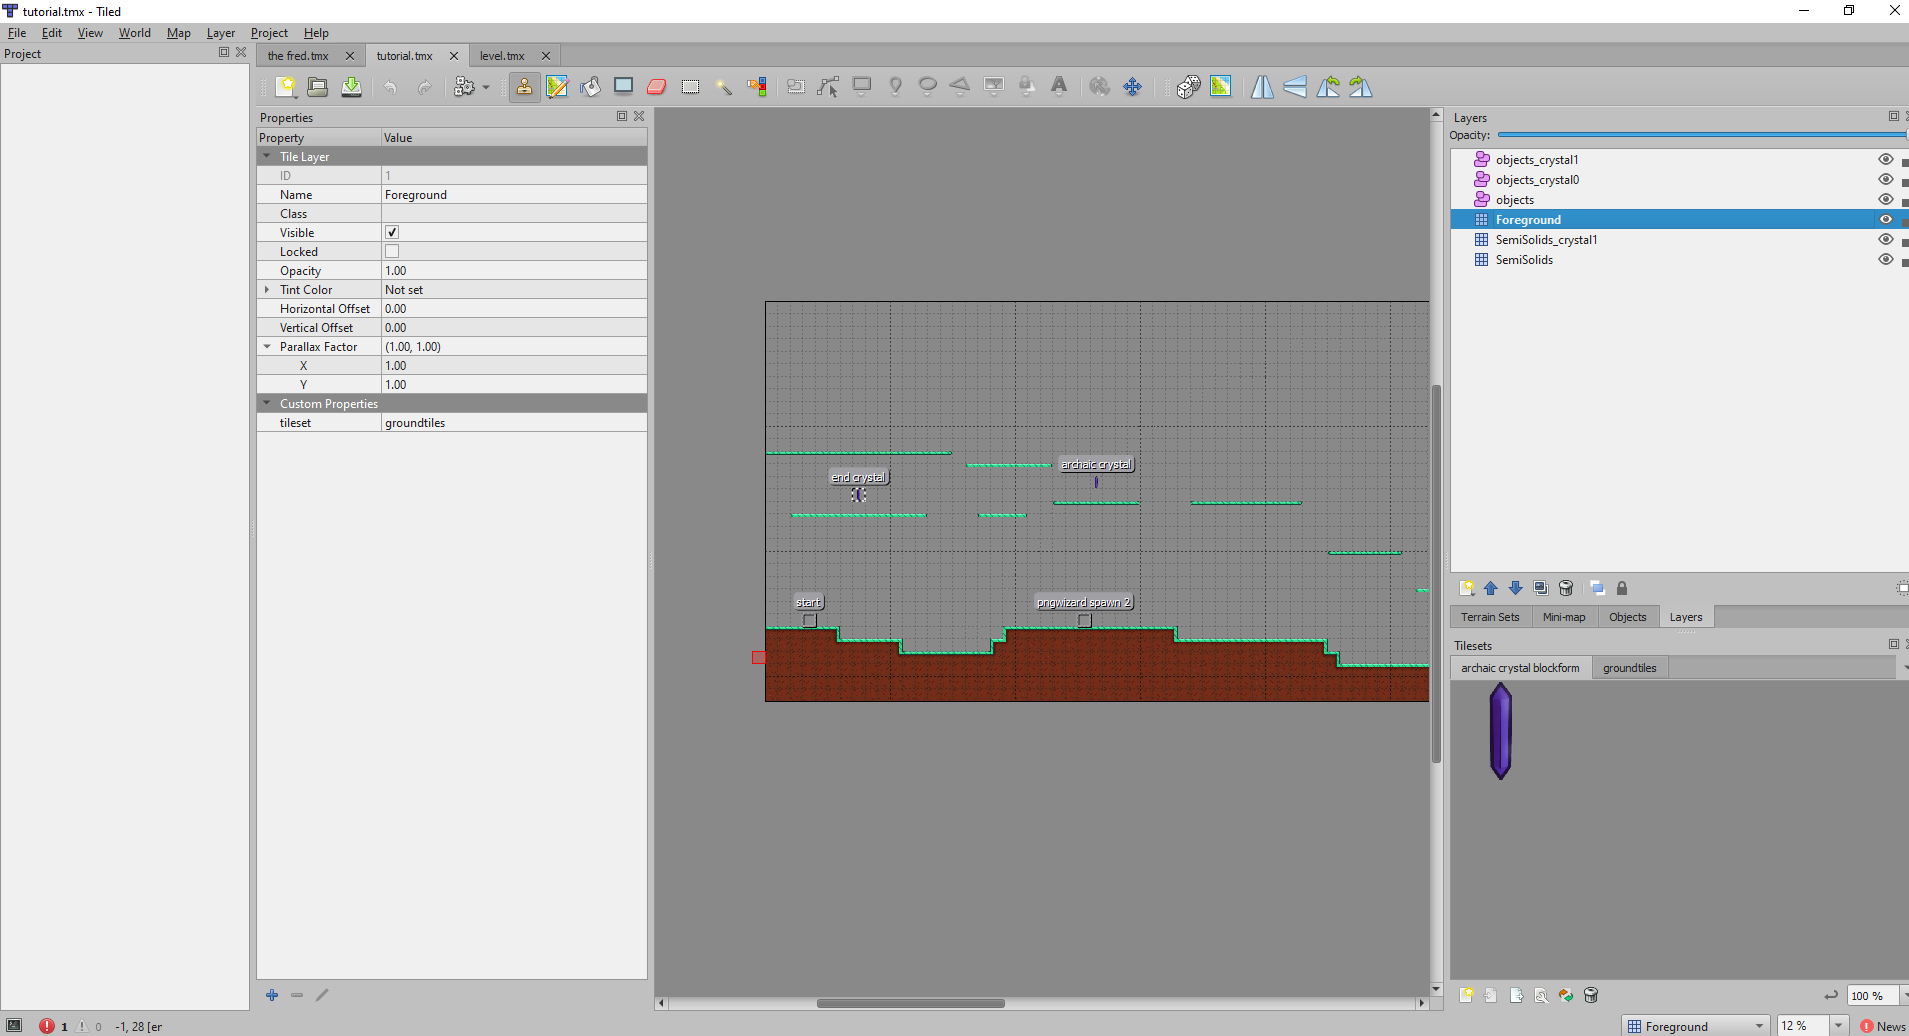 tutorial.tmx - Tiled
File Edit View World Map Layer Project Help
Project
the fred.tmx tutorial.tmx level.tmx
Properties
Property Value
Tile Layer
ID 1
Name Foreground
Class
Visible
Locked
Opacity 1.00
Tint Color Not set
Horizontal Offset 0.00
Vertical Offset 0.00
Parallax Factor (1.00, 1.00)
X 1.00
Y 1.00
Custom Properties
tileset groundtiles
end crystal
archaic crystal
start
pngwizard spawn 2
Layers
Opacity:
objects_crystal1
objects_crystal0
objects
Foreground
SemiSolids_crystal1
SemiSolids
Terrain Sets Mini-map Objects Layers
Tilesets
archaic crystal blockform groundtiles
100 %
1 0 -1, 28 [er
Foreground 12 % News